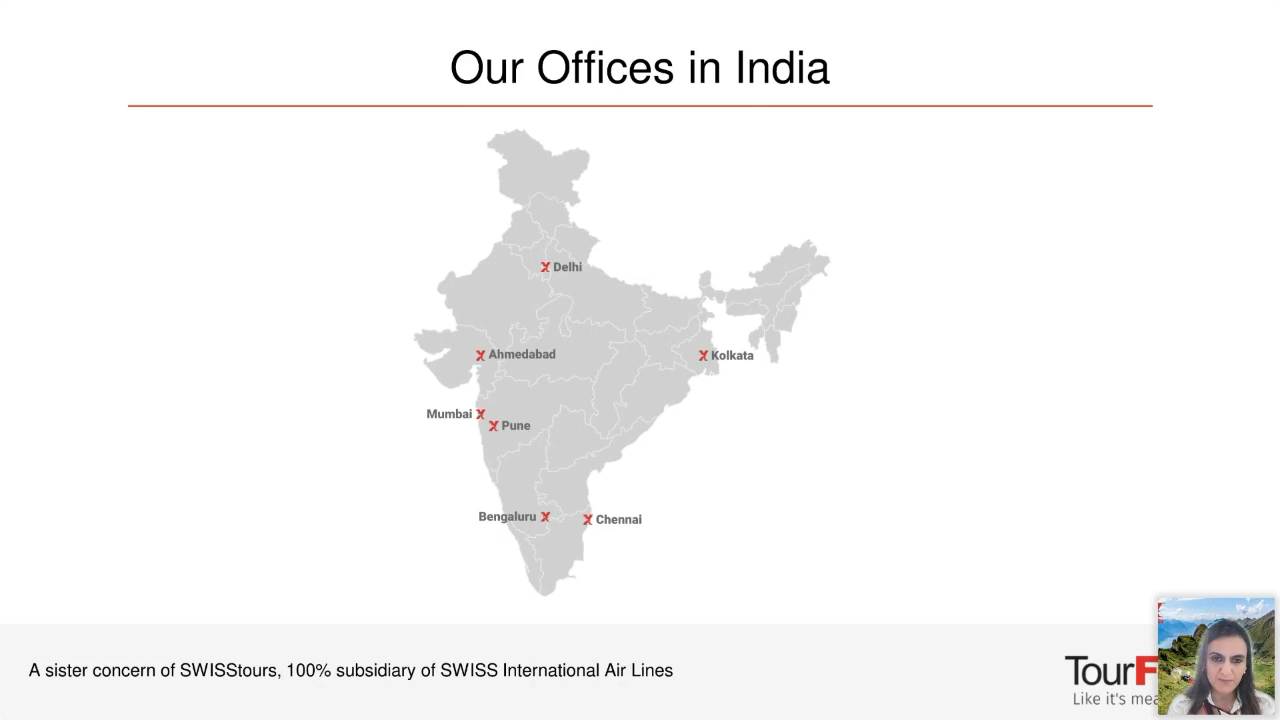 Our Offices in India
Delhi
Ahmedabad
Kolkata
Mumbai
Pune
Bengaluru
Chennai
A sister concern of SWISStours, 100% subsidiary of SWISS International Air Lines
TourF
Like it's mea